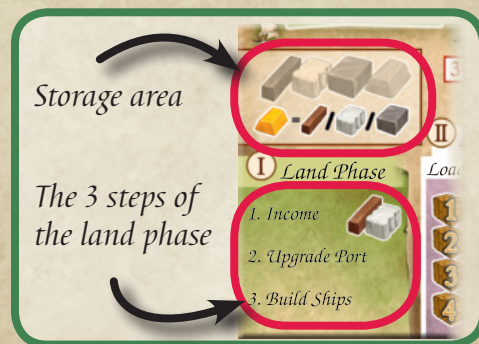 Storage area
3
II
I Land Phase
The 3 steps of
the land phase
1. Income
2. Upgrade Port
3. Build Ships
1
2
3
4